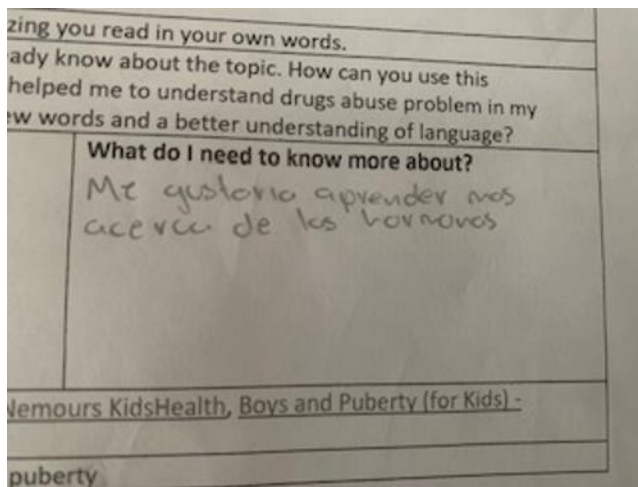 zing you read in your own words.
ady know about the topic. How can you use this
helped me to understand drugs abuse problem in my
ew words and a better understanding of language?
What do I need to know more about?
Me gustaria aprender mas
acerca de las hormonas
Nemours KidsHealth, Boys and Puberty (for Kids) -
puberty